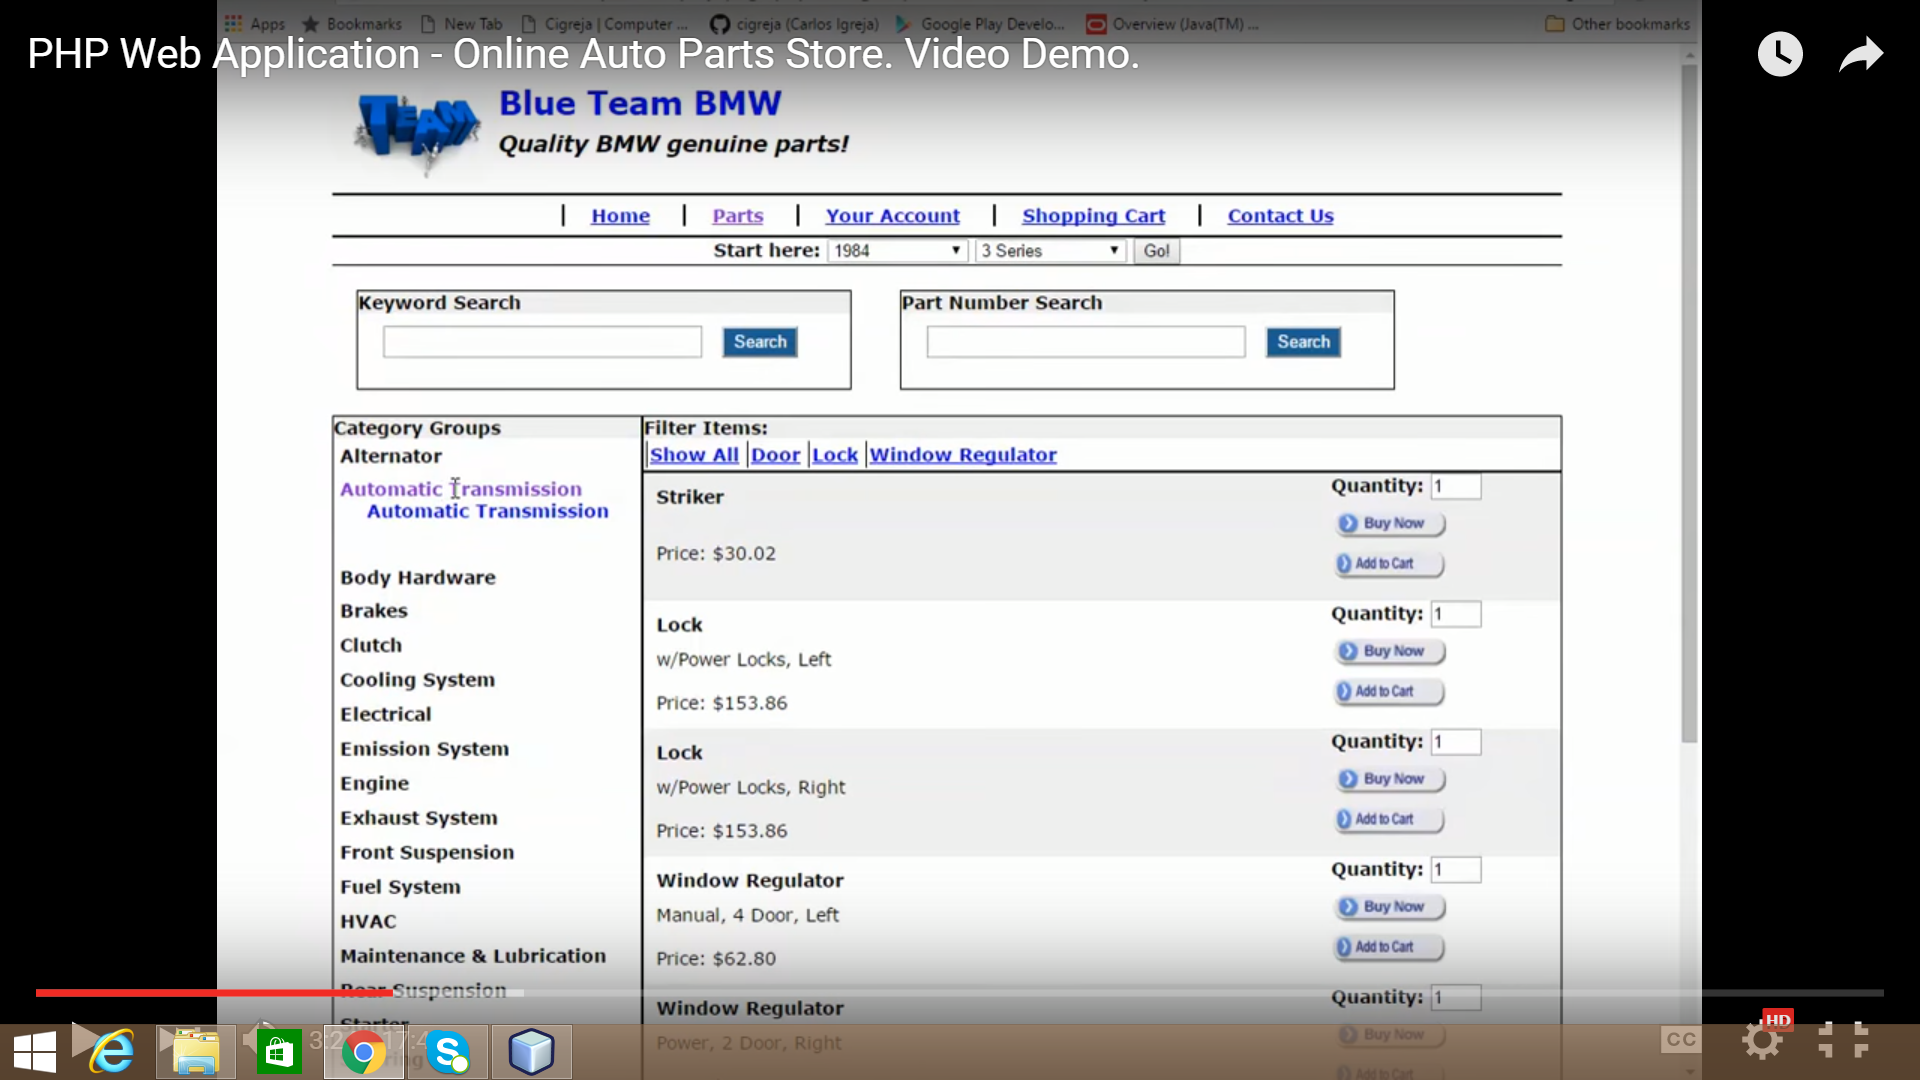 Apps Bookmarks New Tab Cigreja | Computer ... cigreja (Carlos Igreja) Google Play Develo... Overview (Java(TM) ... Other bookmarks
PHP Web Application - Online Auto Parts Store. Video Demo.
TEAM
Blue Team BMW
Quality BMW genuine parts!
Home Parts Your Account Shopping Cart Contact Us
Start here: 1984 3 Series Go!
Keyword Search
Search
Part Number Search
Search
Category Groups
Alternator
Automatic Transmission
Automatic Transmission
Body Hardware
Brakes
Clutch
Cooling System
Electrical
Emission System
Engine
Exhaust System
Front Suspension
Fuel System
HVAC
Maintenance & Lubrication
Rear Suspension
Starter
Filter Items:
Show All Door Lock Window Regulator
Striker
Price: $30.02
Quantity: 1
Buy Now
Add to Cart
Lock
w/Power Locks, Left
Price: $153.86
Quantity: 1
Buy Now
Add to Cart
Lock
w/Power Locks, Right
Price: $153.86
Quantity: 1
Buy Now
Add to Cart
Window Regulator
Manual, 4 Door, Left
Price: $62.80
Quantity: 1
Buy Now
Add to Cart
Window Regulator
Power, 2 Door, Right
Quantity: 1
Buy Now
Add to Cart
CC
HD